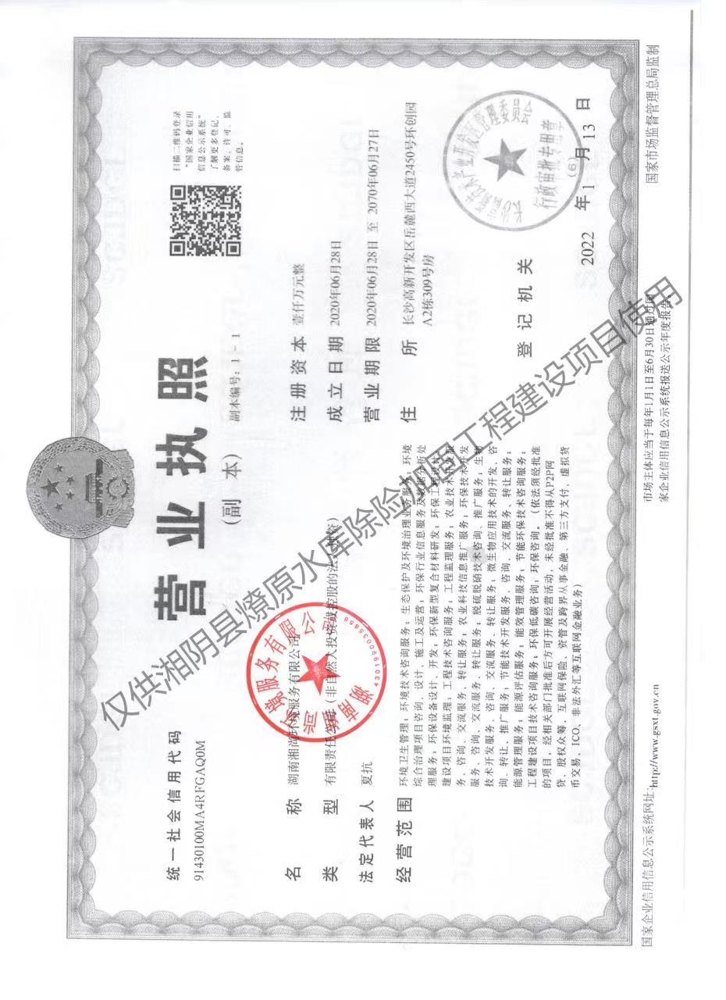 统一社会信用代码
91430100MA4RFGAQ0M
营业执照
(副 本)
副本编号：1－1
扫描二维码登录
“国家企业信用
信息公示系统”
了解更多登记、
备案、许可、监
管信息。
名 称 湖南湘尚环境服务有限公司
类 型 有限责任公司（非自然人投资或控股的法人独资）
法定代表人 夏抗
经营范围 环境卫生管理；环境技术咨询服务；生态保护及环境治理业务服务；环境
综合治理项目咨询、设计、施工及运营；环保行业信息服务及数据分析处
理服务；环保设备设计、开发；环保新型复合材料研发；环保工程设计；
建设项目环境监理；工程技术咨询服务；工程监理服务；农业技术开发服
务、咨询、交流服务、转让服务；农业科技信息推广服务；环保技术开发
服务、咨询、交流服务、转让服务；脱硫脱硝技术咨询、推广服务；生物
技术开发服务、咨询、交流服务、转让服务；微生物应用技术的开发、咨
询、转让、推广服务；节能技术开发服务、咨询、交流服务、转让服务；
能源管理服务；能源评估服务；能效管理服务；节能环保技术咨询服务；
工程建设项目技术咨询服务；环保低碳咨询；环保咨询。（依法须经批准
的项目，经相关部门批准后方可开展经营活动，未经批准不得从P2P网
贷、股权众筹、互联网保险、资管及跨界从事金融、第三方支付、虚拟货
币交易、ICO、非法外汇等互联网金融业务）
注册资本 壹仟万元整
成立日期 2020年06月28日
营业期限 2020年06月28日 至 2070年06月27日
住 所 长沙高新开发区岳麓西大道2450号环创园
A2栋309号房
登记机关
行政审批专用章
(6)
2022 年 1 月 13 日
4301990035858
仅供湘阴县燎原水库除险加固工程建设项目使用
国家企业信用信息公示系统网址：http://www.gsxt.gov.cn
市场主体应当于每年1月1日至6月30日通过国
家企业信用信息公示系统报送公示年度报告
国家市场监督管理总局监制